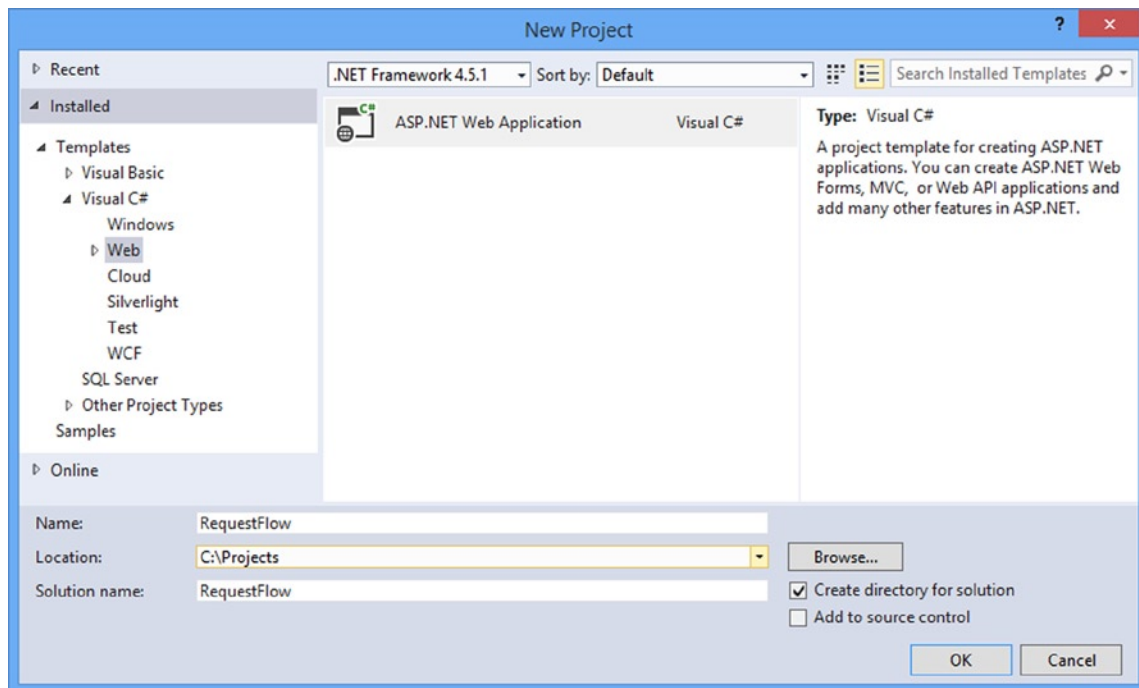 New Project
?
×
Recent
.NET Framework 4.5.1
Sort by: Default
Search Installed Templates
Installed
Templates
Visual Basic
Visual C#
Windows
Web
Cloud
Silverlight
Test
WCF
SQL Server
Other Project Types
Samples
Online
C#
ASP.NET Web Application
Visual C#
Type: Visual C#
A project template for creating ASP.NET
applications. You can create ASP.NET Web
Forms, MVC, or Web API applications and
add many other features in ASP.NET.
Name:
RequestFlow
Location:
C:\Projects
Browse...
Solution name:
RequestFlow
Create directory for solution
Add to source control
OK
Cancel